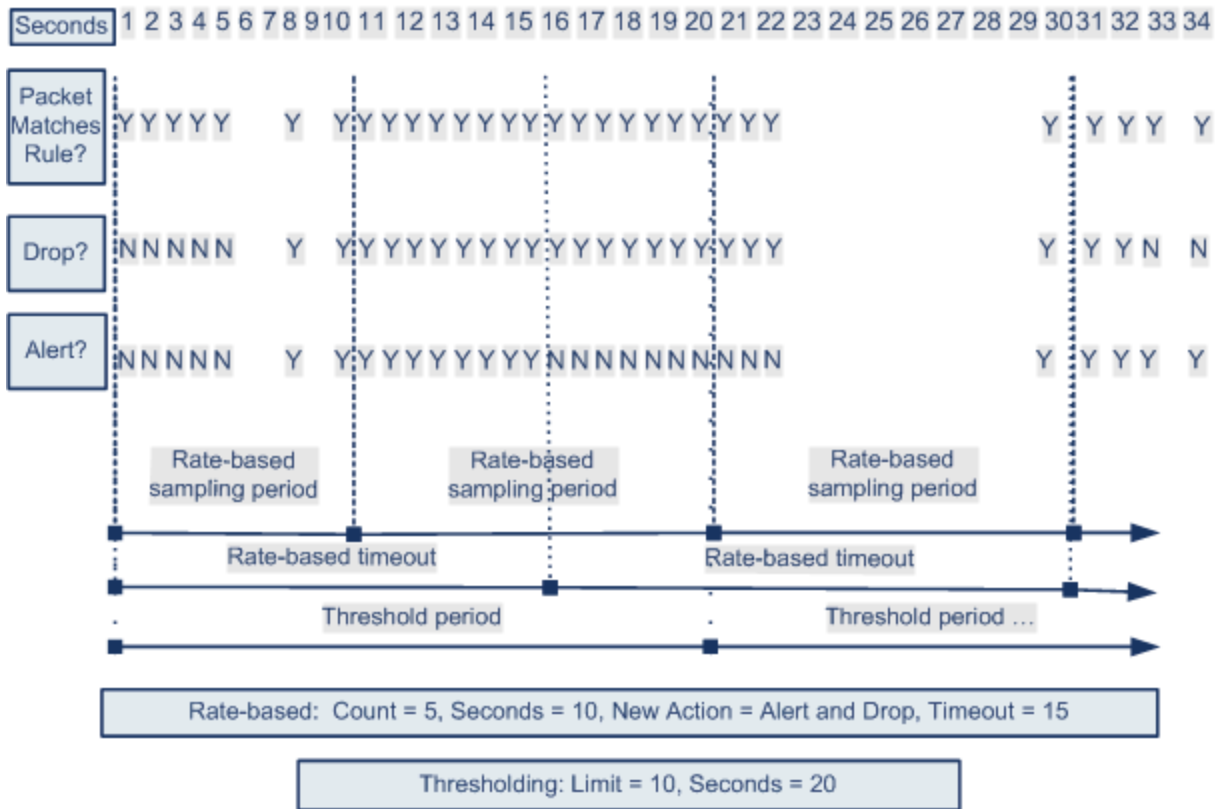 Seconds 1 2 3 4 5 6 7 8 9 10 11 12 13 14 15 16 17 18 19 20 21 22 23 24 25 26 27 28 29 30 31 32 33 34
Packet
Matches
Rule?
Y Y Y Y Y Y Y Y Y Y Y Y Y Y Y Y Y Y Y Y Y Y Y Y Y Y Y Y Y Y
Drop?
N N N N N Y Y Y Y Y Y Y Y Y Y Y Y Y Y Y Y Y Y Y Y Y Y Y N N
Alert?
N N N N N Y Y Y Y Y Y Y Y Y Y N N N N N N N N N N Y Y Y Y Y
Rate-based
sampling period
Rate-based
sampling period
Rate-based
sampling period
Rate-based timeout
Rate-based timeout
Threshold period
Threshold period ...
Rate-based: Count = 5, Seconds = 10, New Action = Alert and Drop, Timeout = 15
Thresholding: Limit = 10, Seconds = 20